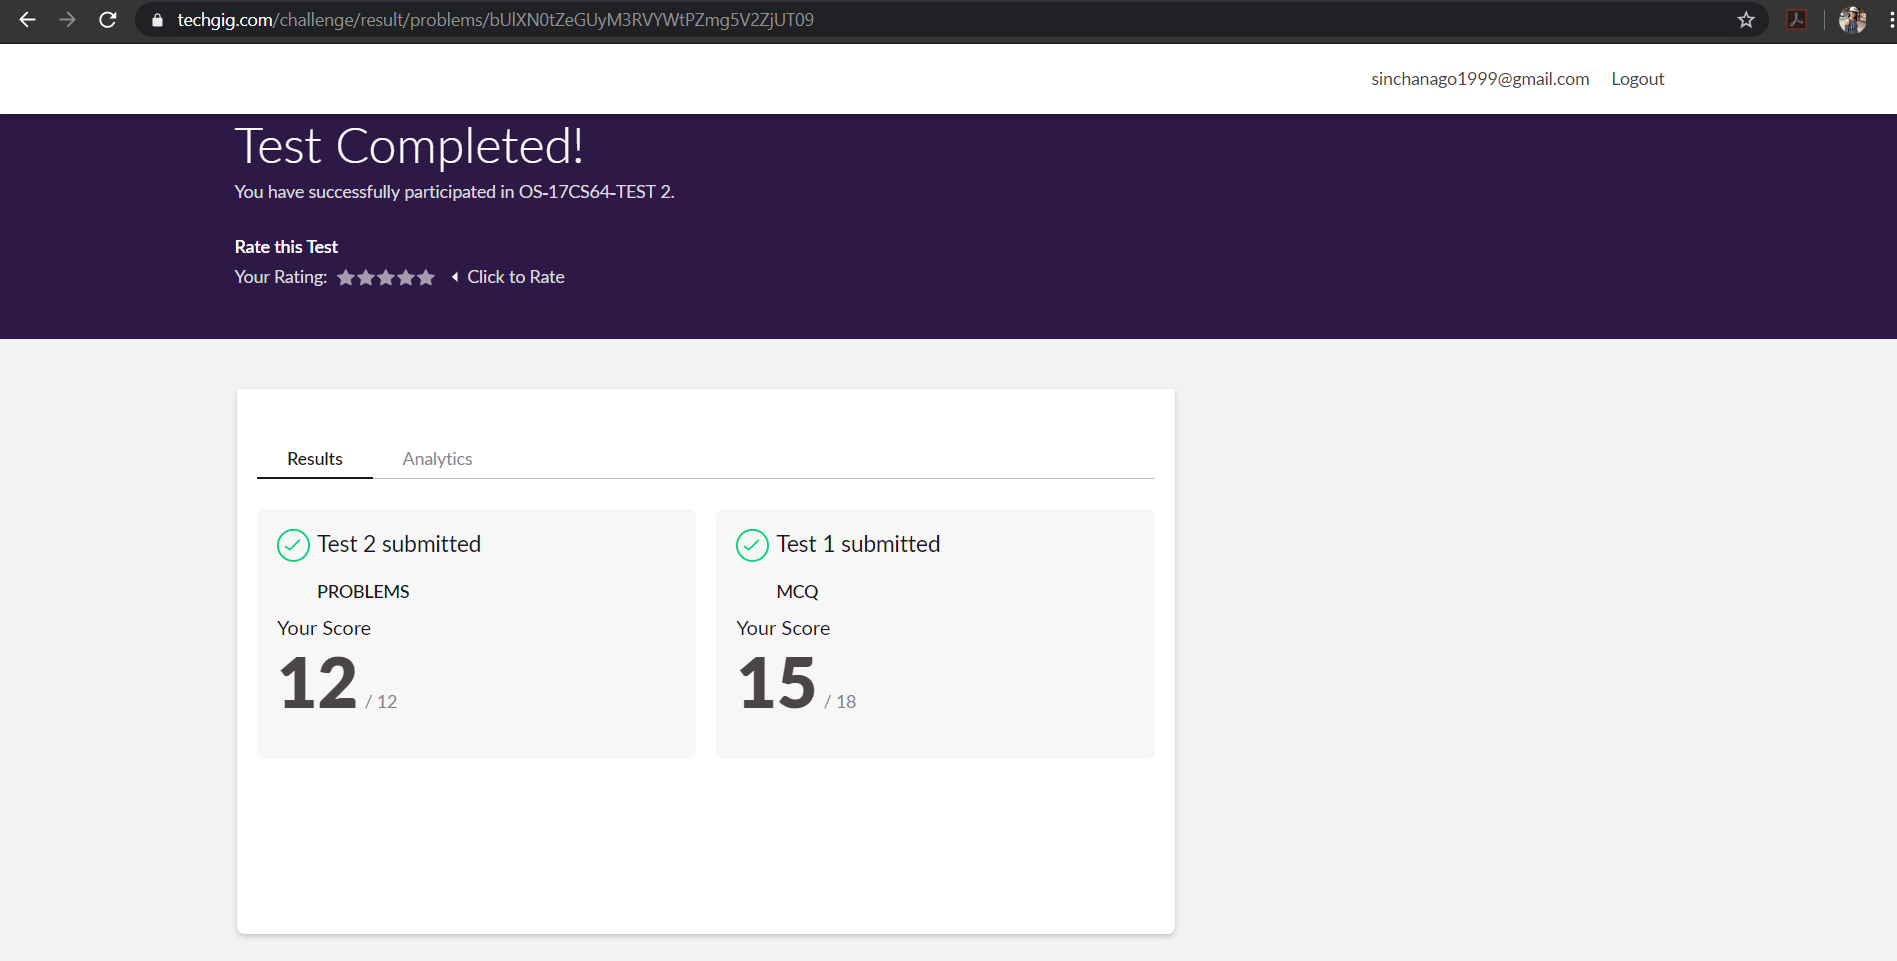 techgig.com/challenge/result/problems/bUlXN0tZeGUyM3RVYWtPZmg5V2ZjUT09
sinchanago1999@gmail.com Logout
Test Completed!
You have successfully participated in OS-17CS64-TEST 2.
Rate this Test
Your Rating: Click to Rate
Results Analytics
Test 2 submitted
PROBLEMS
Your Score
12 / 12
Test 1 submitted
MCQ
Your Score
15 / 18